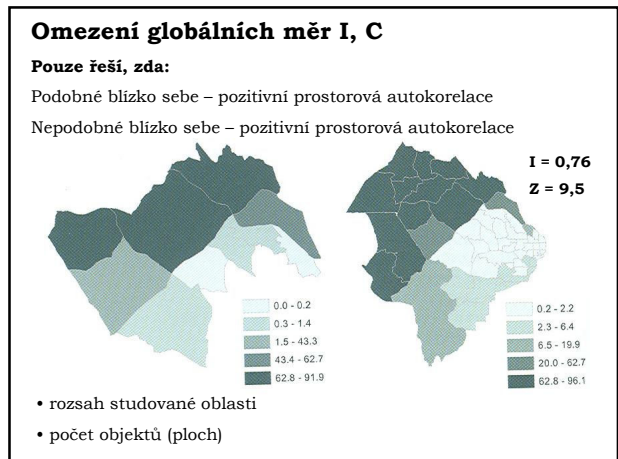 Omezení globálních měr I, C
Pouze řeší, zda:
Podobné blízko sebe – pozitivní prostorová autokorelace
Nepodobné blízko sebe – pozitivní prostorová autokorelace
I = 0,76
Z = 9,5
0.0 - 0.2
0.3 - 1.4
1.5 - 43.3
43.4 - 62.7
62.8 - 91.9
0.2 - 2.2
2.3 - 6.4
6.5 - 19.9
20.0 - 62.7
62.8 - 96.1
• rozsah studované oblasti
• počet objektů (ploch)